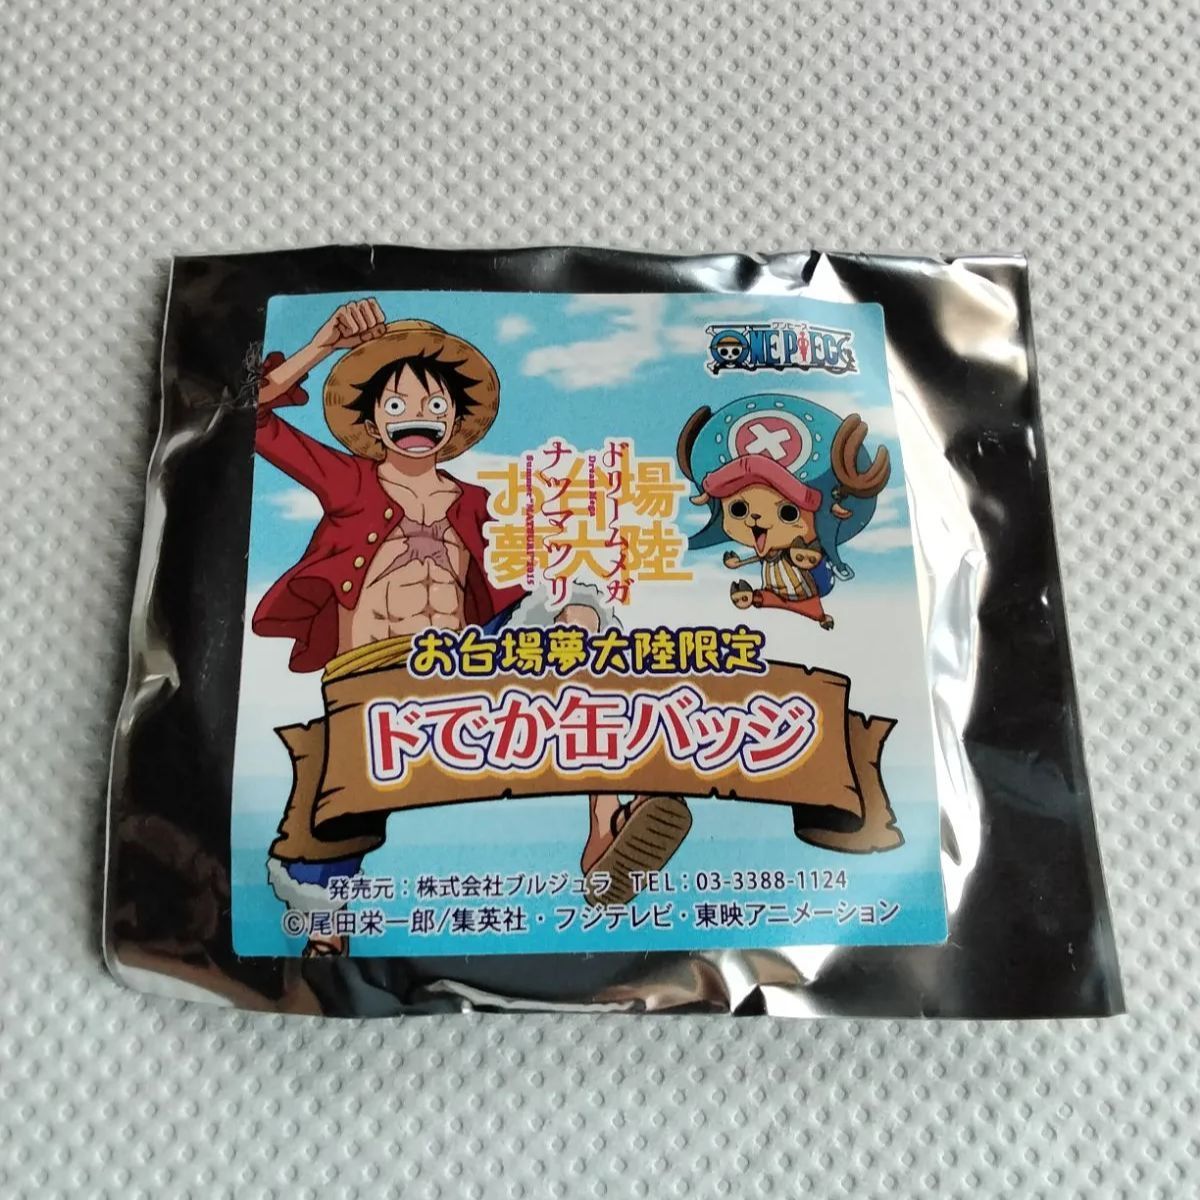 ワンピース
ONE PIECE
お台場
夢大陸
ドリームメガ
Dream Mega
ナツマツリ
お台場夢大陸限定
ドでか缶バッジ
発売元：株式会社ブルジュラ TEL：03-3388-1124
©尾田栄一郎/集英社・フジテレビ・東映アニメーション